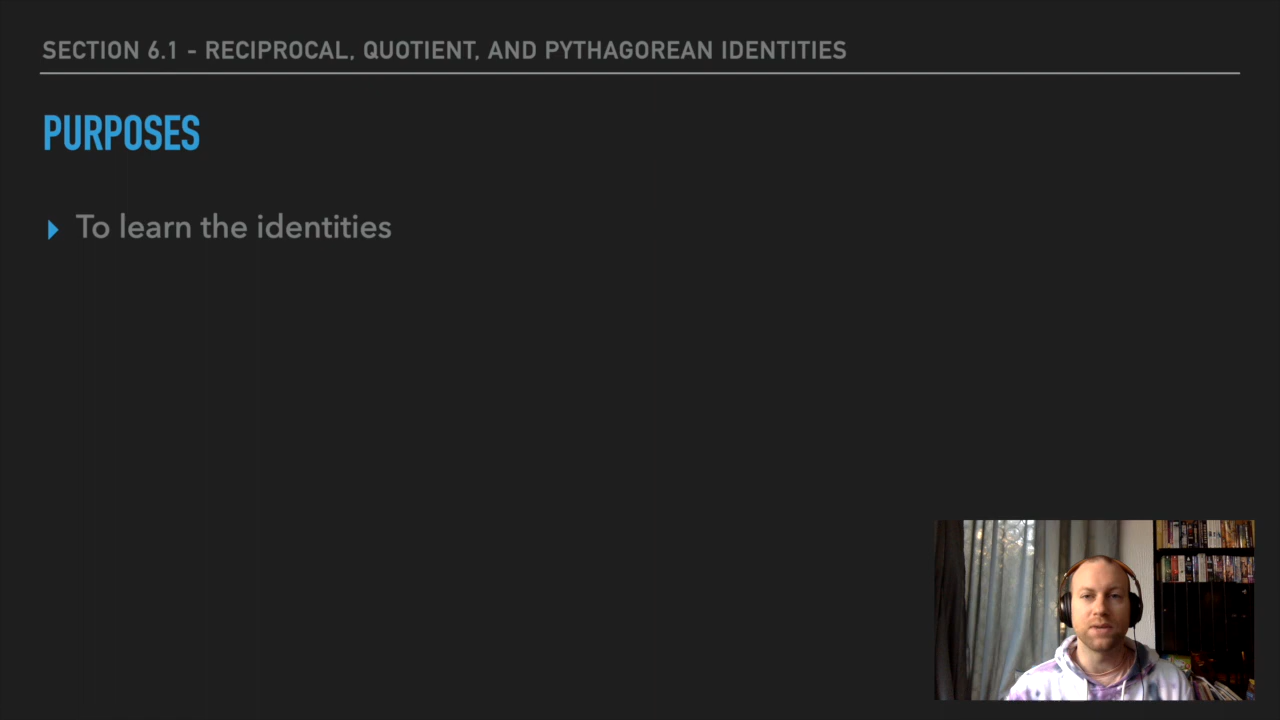 SECTION 6.1 - RECIPROCAL, QUOTIENT, AND PYTHAGOREAN IDENTITIES
PURPOSES
To learn the identities